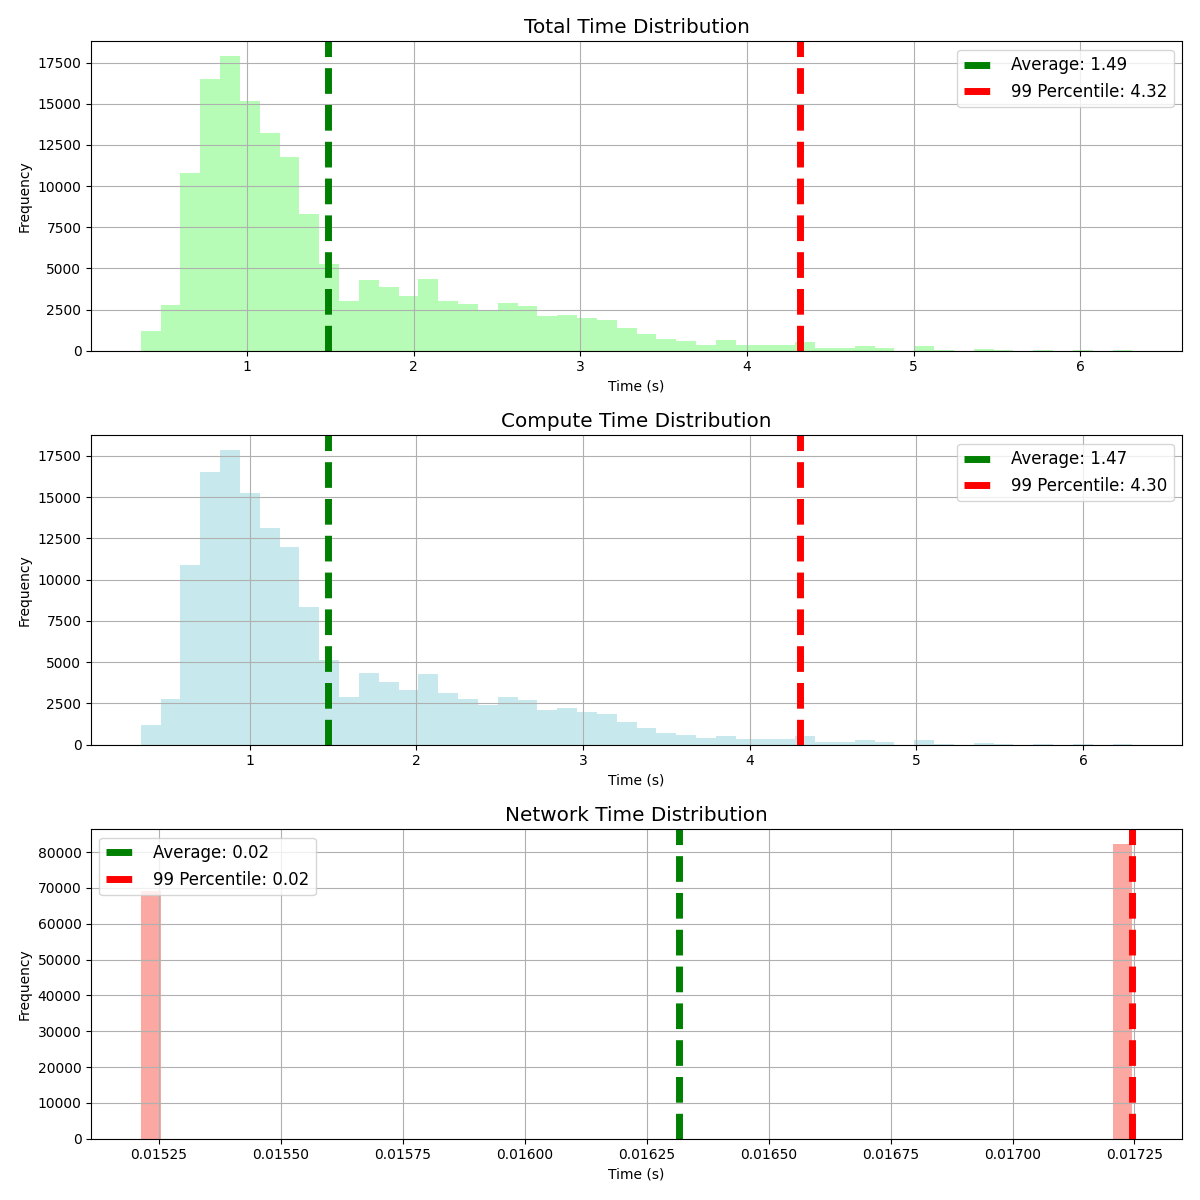 Total Time Distribution
Average: 1.49
99 Percentile: 4.32
17500
15000
12500
10000
7500
5000
2500
0
Frequency
1 2 3 4 5 6
Time (s)
Compute Time Distribution
Average: 1.47
99 Percentile: 4.30
17500
15000
12500
10000
7500
5000
2500
0
Frequency
1 2 3 4 5 6
Time (s)
Network Time Distribution
Average: 0.02
99 Percentile: 0.02
80000
70000
60000
50000
40000
30000
20000
10000
0
Frequency
0.01525 0.01550 0.01575 0.01600 0.01625 0.01650 0.01675 0.01700 0.01725
Time (s)